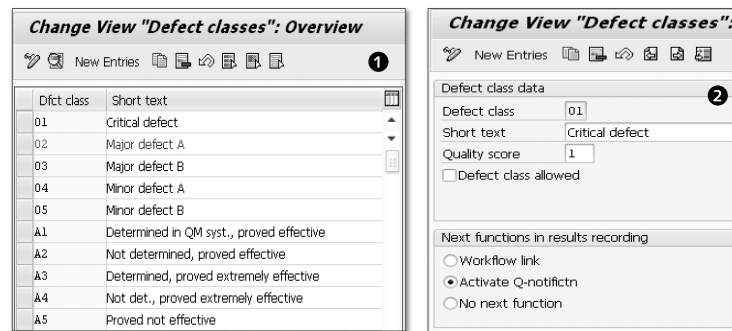 Change View "Defect classes": Overview
New Entries
❶
Dfct class Short text
01 Critical defect
02 Major defect A
03 Major defect B
04 Minor defect A
05 Minor defect B
A1 Determined in QM syst., proved effective
A2 Not determined, proved effective
A3 Determined, proved extremely effective
A4 Not det., proved extremely effective
A5 Proved not effective
Change View "Defect classes":
New Entries
Defect class data
❷
Defect class 01
Short text Critical defect
Quality score 1
Defect class allowed
Next functions in results recording
Workflow link
Activate Q-notifictn
No next function